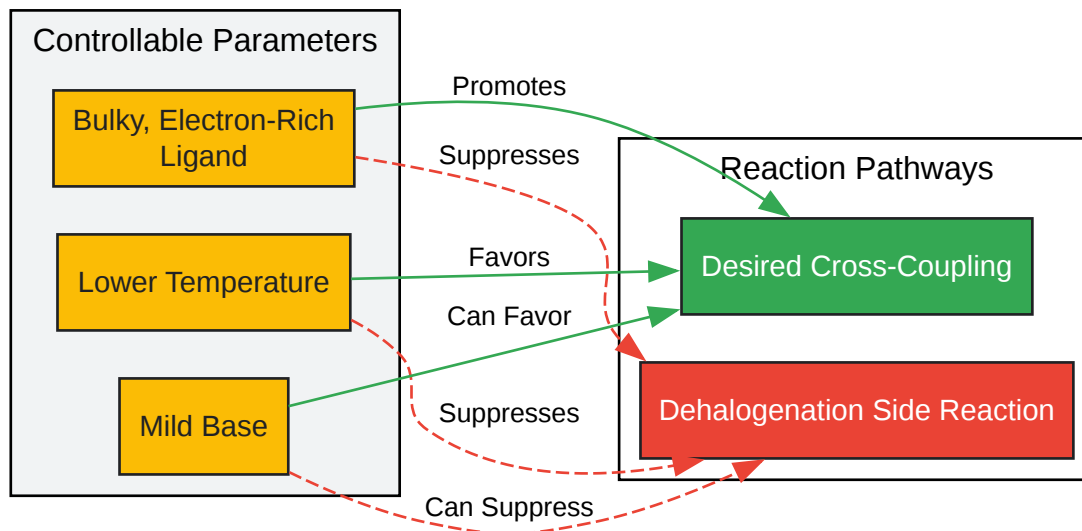 Controllable Parameters
Bulky, Electron-Rich
Ligand
Lower Temperature
Mild Base
Promotes
Suppresses
Favors
Can Favor
Suppresses
Can Suppress
Reaction Pathways
Desired Cross-Coupling
Dehalogenation Side Reaction